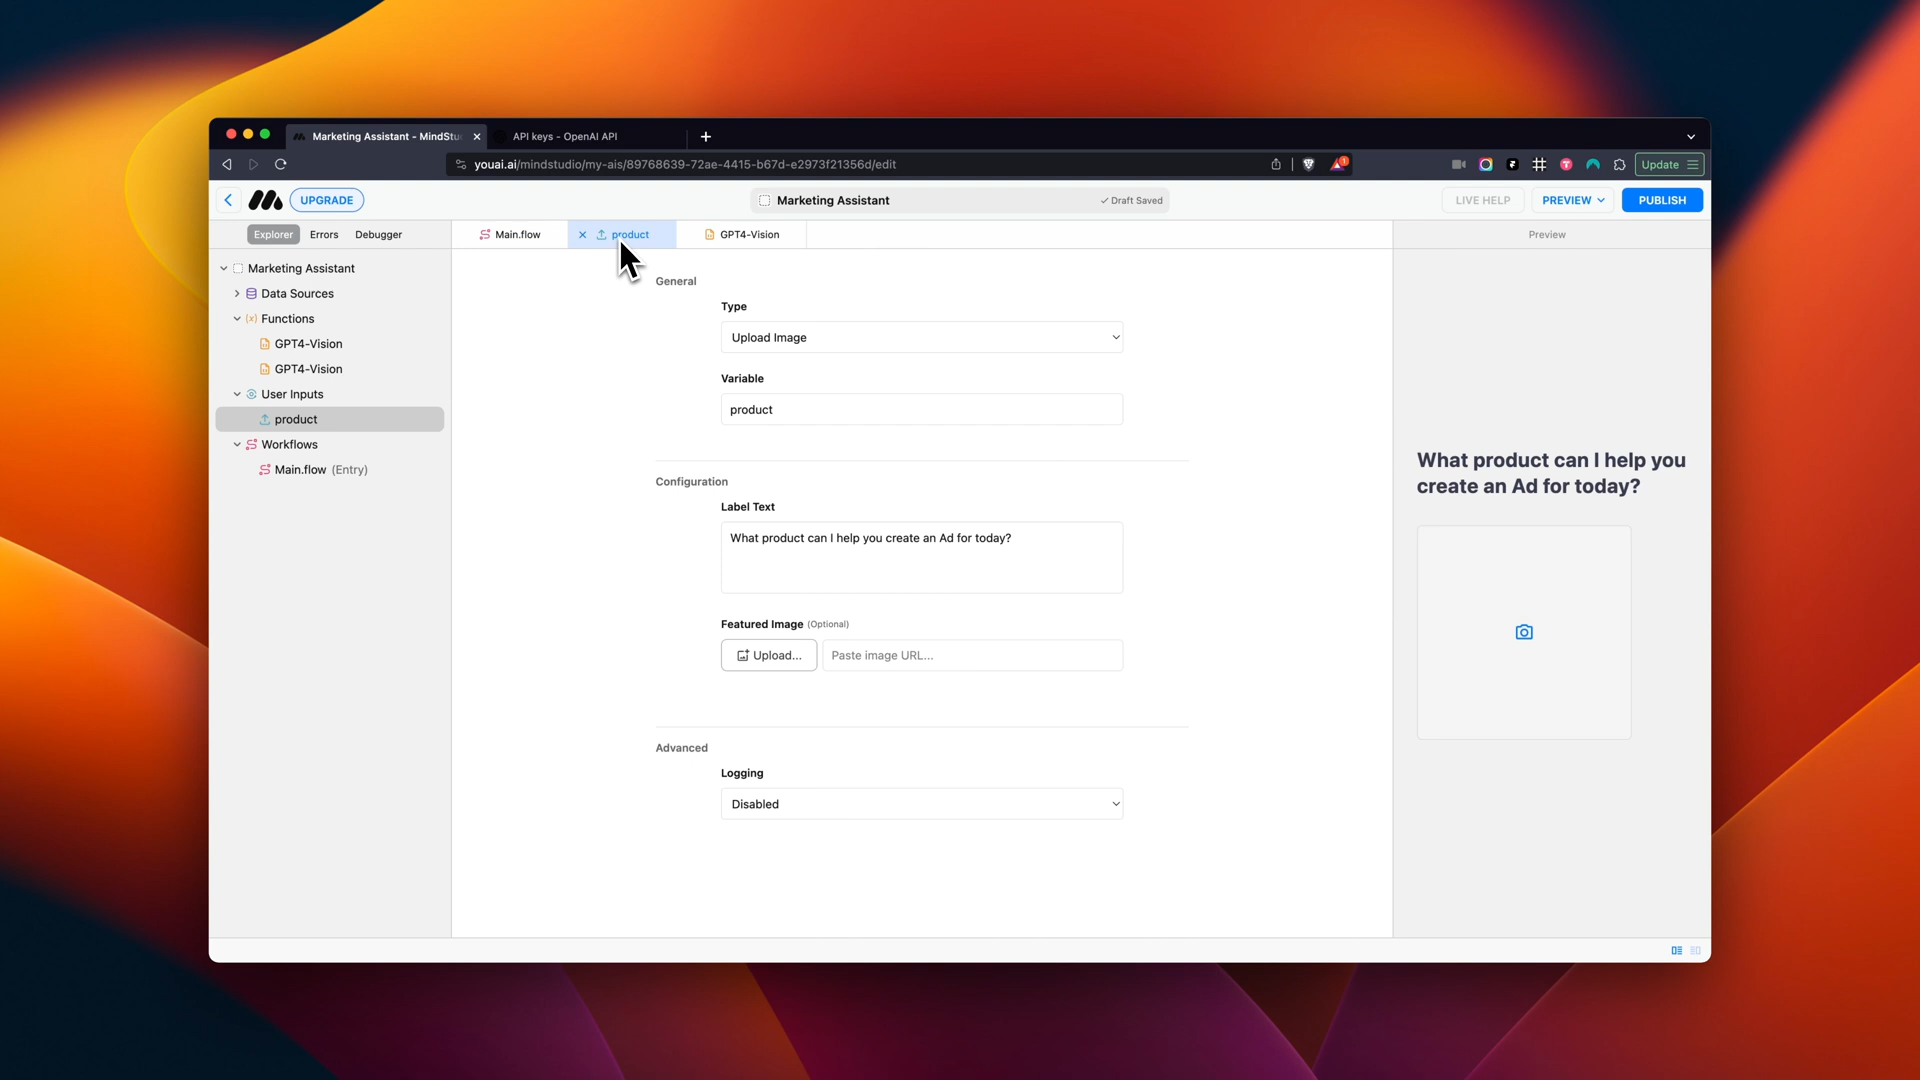 Marketing Assistant - MindStu
API keys - OpenAI API
youai.ai/mindstudio/my-ais/89768639-72ae-4415-b67d-e2973f21356d/edit
1
Update
UPGRADE
Marketing Assistant
Draft Saved
LIVE HELP
PREVIEW
PUBLISH
Explorer
Errors
Debugger
Main.flow
product
GPT4-Vision
Preview
Marketing Assistant
Data Sources
Functions
GPT4-Vision
GPT4-Vision
User Inputs
product
Workflows
Main.flow (Entry)
General
Type
Upload Image
Variable
product
Configuration
Label Text
What product can I help you create an Ad for today?
Featured Image (Optional)
Upload...
Paste image URL...
Advanced
Logging
Disabled
What product can I help you
create an Ad for today?